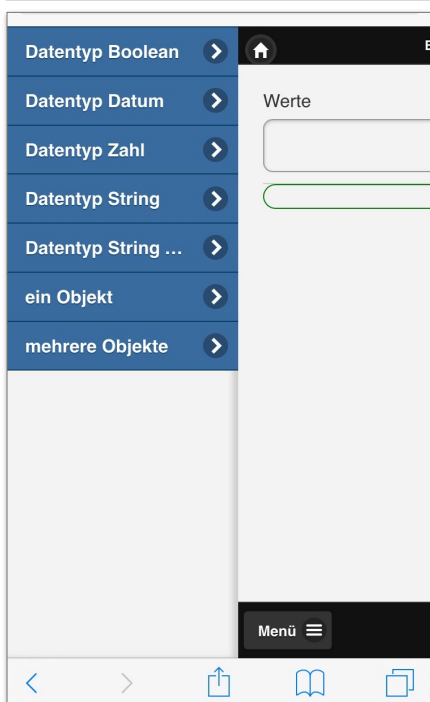 Datentyp Boolean
Datentyp Datum
Datentyp Zahl
Datentyp String
Datentyp String ...
ein Objekt
mehrere Objekte
Werte
Menü